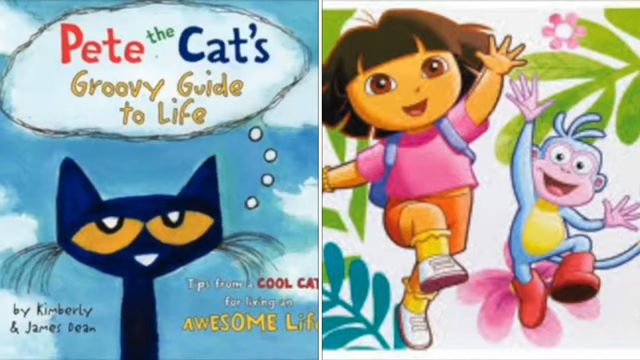 Pete the Cat's
Groovy Guide
to Life
Tips from a COOL CAT
for living an
AWESOME Life
by Kimberly
& James Dean